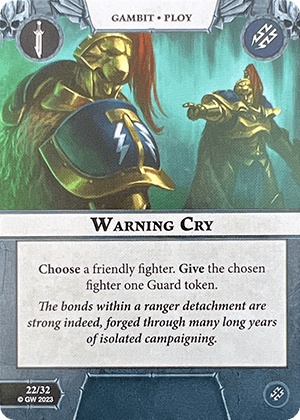 GAMBIT • PLOY
WARNING CRY
Choose a friendly fighter. Give the chosen
fighter one Guard token.
The bonds within a ranger detachment are
strong indeed, forged through many long years
of isolated campaigning.
22/32
© GW 2023